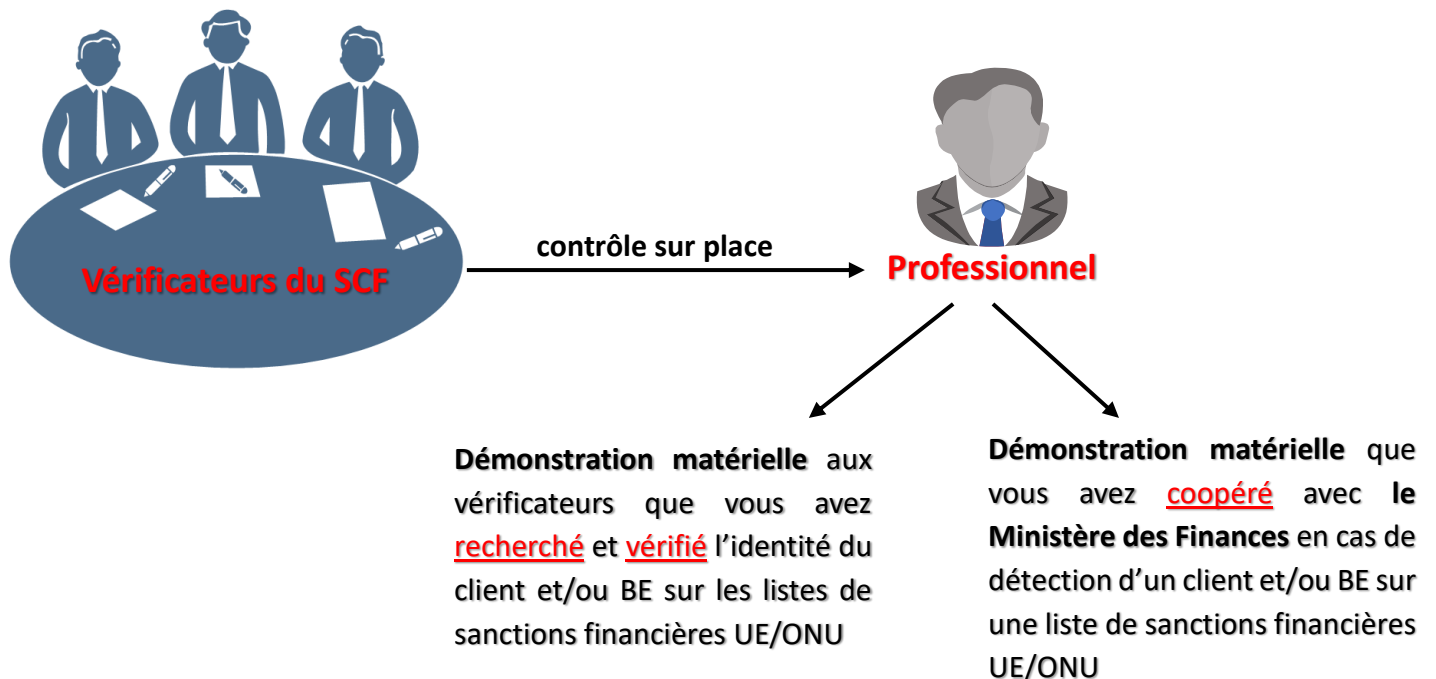 Vérificateurs du SCF
contrôle sur place
Professionnel
Démonstration matérielle aux
vérificateurs que vous avez
recherché et vérifié l’identité du
client et/ou BE sur les listes de
sanctions financières UE/ONU
Démonstration matérielle que
vous avez coopéré avec le
Ministère des Finances en cas de
détection d’un client et/ou BE sur
une liste de sanctions financières
UE/ONU